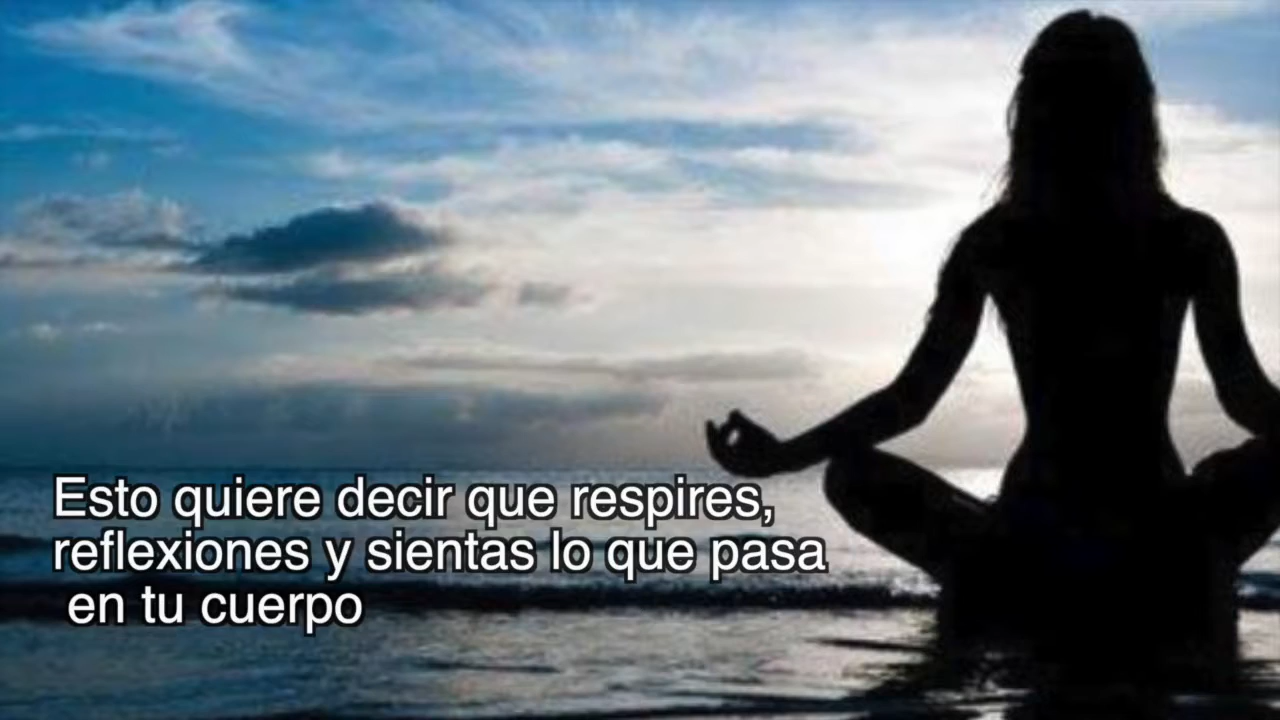 Esto quiere decir que respires,
reflexiones y sientas lo que pasa
en tu cuerpo